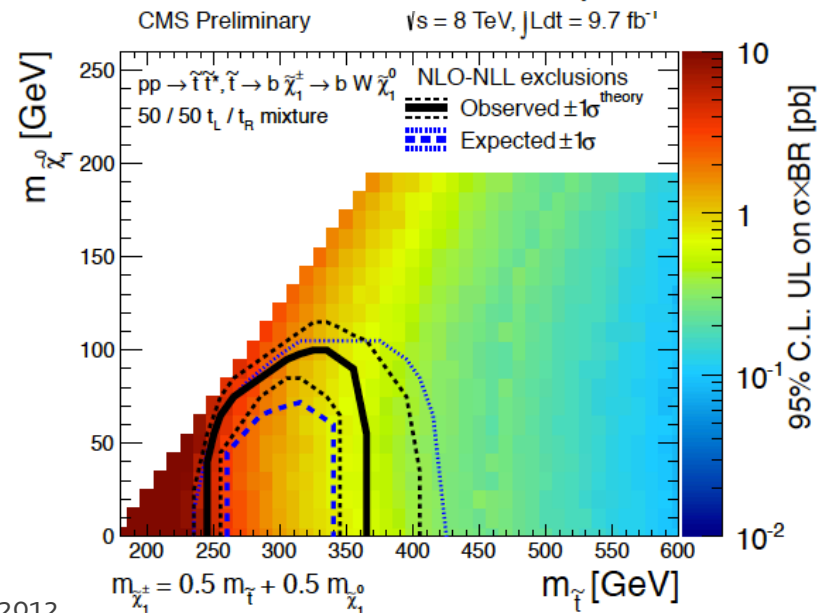 CMS Preliminary
√s = 8 TeV, ∫Ldt = 9.7 fb⁻¹
pp → t̃ t̃*, t̃ → b χ̃₁± → b W χ̃₁⁰
50 / 50 t_L / t_R mixture
NLO-NLL exclusions
Observed ±1σ^theory
Expected ±1σ
m_χ̃₁⁰ [GeV]
250
200
150
100
50
0
200 250 300 350 400 450 500 550 600
m_t̃ [GeV]
m_χ̃₁± = 0.5 m_t̃ + 0.5 m_χ̃₁⁰
10
1
10⁻¹
10⁻²
95% C.L. UL on σ×BR [pb]
2012